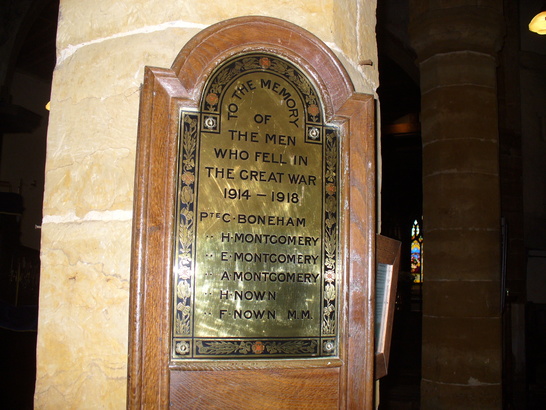 TO THE MEMORY
OF
THE MEN
WHO FELL IN
THE GREAT WAR
1914 – 1918
PTE C·BONEHAM
·· H·MONTGOMERY
·· E·MONTGOMERY
·· A·MONTGOMERY
·· H·NOWN
·· F·NOWN M.M.